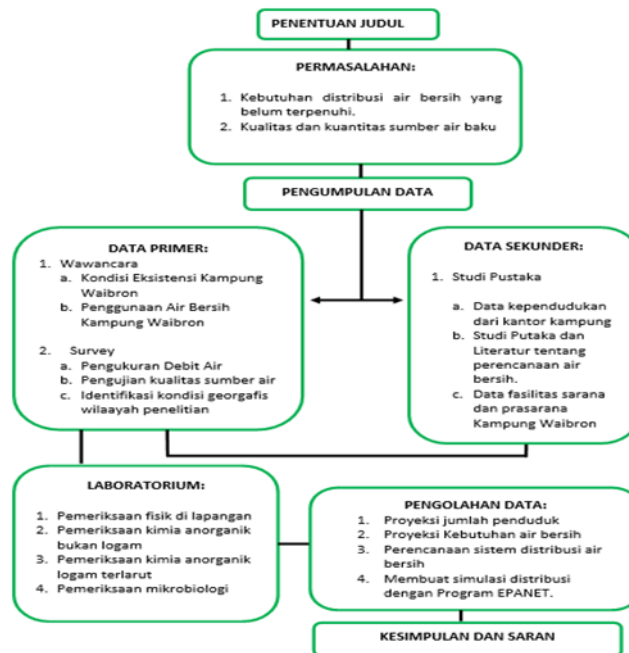 PENENTUAN JUDUL
PERMASALAHAN:
1. Kebutuhan distribusi air bersih yang
belum terpenuhi.
2. Kualitas dan kuantitas sumber air baku
PENGUMPULAN DATA
DATA PRIMER:
1. Wawancara
a. Kondisi Eksistensi Kampung
Waibron
b. Penggunaan Air Bersih
Kampung Waibron
2. Survey
a. Pengukuran Debit Air
b. Pengujian kualitas sumber air
c. Identifikasi kondisi georgafis
wilaayah penelitian
DATA SEKUNDER:
1. Studi Pustaka
a. Data kependudukan
dari kantor kampung
b. Studi Putaka dan
Literatur tentang
perencanaan air
bersih.
c. Data fasilitas sarana
dan prasarana
Kampung Waibron
LABORATORIUM:
1. Pemeriksaan fisik di lapangan
2. Pemeriksaan kimia anorganik
bukan logam
3. Pemeriksaan kimia anorganik
logam terlarut
4. Pemeriksaan mikrobiologi
PENGOLAHAN DATA:
1. Proyeksi jumlah penduduk
2. Proyeksi Kebutuhan air bersih
3. Perencanaan sistem distribusi air
bersih
4. Membuat simulasi distribusi
dengan Program EPANET.
KESIMPULAN DAN SARAN